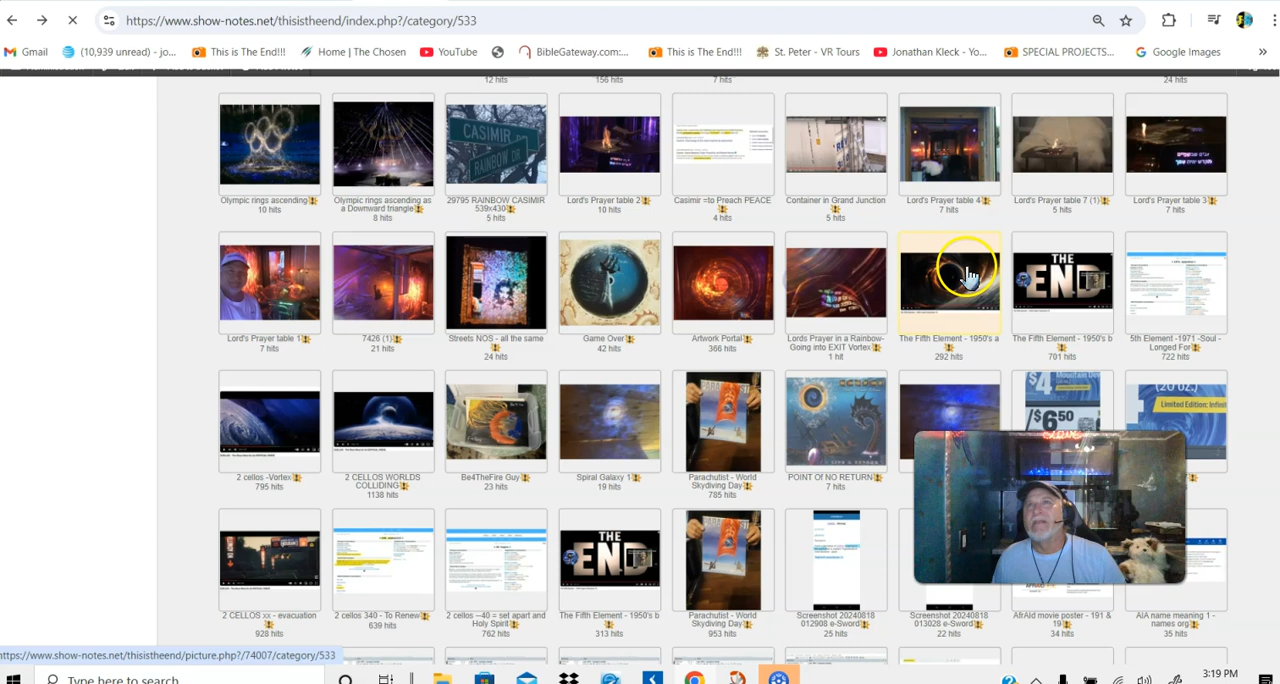 https://www.show-notes.net/thisistheend/index.php?/category/533
Gmail
(10,939 unread) - jo...
This is The End!!!
Home | The Chosen
YouTube
BibleGateway.com:...
This is The End!!!
St. Peter - VR Tours
Jonathan Kleck - Yo...
SPECIAL PROJECTS...
Google Images
12 hits
156 hits
7 hits
24 hits
CASIMIR
RAINBOW
Olympic rings ascending
10 hits
Olympic rings ascending as
a Downward triangle
8 hits
29795 RAINBOW CASIMIR
539x430
5 hits
Lord's Prayer table 2
10 hits
Casimir =to Preach PEACE
4 hits
Container in Grand Junction
5 hits
Lord's Prayer table 4
7 hits
Lord's Prayer table 7 (1)
5 hits
Lord's Prayer table 3
7 hits
THE
END
Lord's Prayer table 1
7 hits
7426 (1)
21 hits
Streets NOS - all the same
24 hits
Game Over
42 hits
Artwork Portal
366 hits
Lords Prayer in a Rainbow-
Going into EXIT Vortex
1 hit
The Fifth Element - 1950's a
292 hits
The Fifth Element - 1950's b
701 hits
5th Element -1971 -Soul -
Longed For
722 hits
$4
Mountain Dew
/$6.50
(20 OZ.)
Limited Edition: Infinit
2 cellos -Vortex
795 hits
2 CELLOS WORLDS
COLLIDING
1138 hits
Be4TheFire Guy
23 hits
Spiral Galaxy 1
19 hits
Parachutist - World
Skydiving Day
785 hits
POINT Of NO RETURN
7 hits
THE
END
2 CELLOS xx - evacuation
928 hits
2 cellos 340 - To Renew
639 hits
2 cellos --40 = set apart and
Holy Spirit
762 hits
The Fifth Element - 1950's b
313 hits
Parachutist - World
Skydiving Day
953 hits
Screenshot 20240818
012908 e-Sword
25 hits
Screenshot 20240818
013028 e-Sword
22 hits
AfrAId movie poster - 191 &
19
34 hits
AIA name meaning 1 -
names org
35 hits
https://www.show-notes.net/thisistheend/picture.php?/74007/category/533
Type here to search
3:19 PM